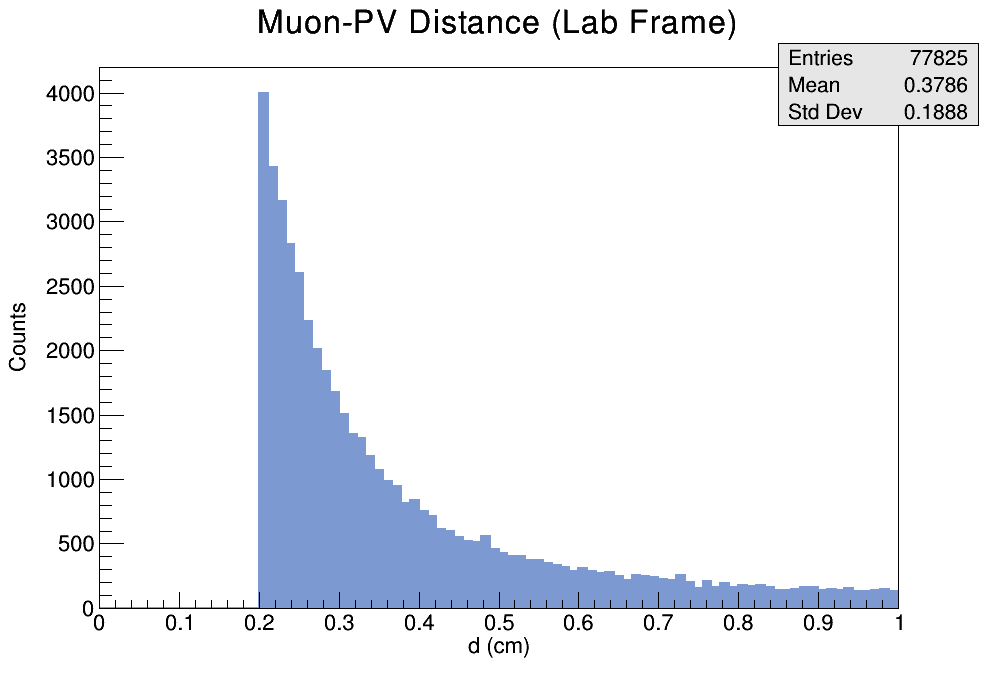 Muon-PV Distance (Lab Frame)
Entries 77825
Mean 0.3786
Std Dev 0.1888
Counts
4000
3500
3000
2500
2000
1500
1000
500
0
0 0.1 0.2 0.3 0.4 0.5 0.6 0.7 0.8 0.9 1
d (cm)